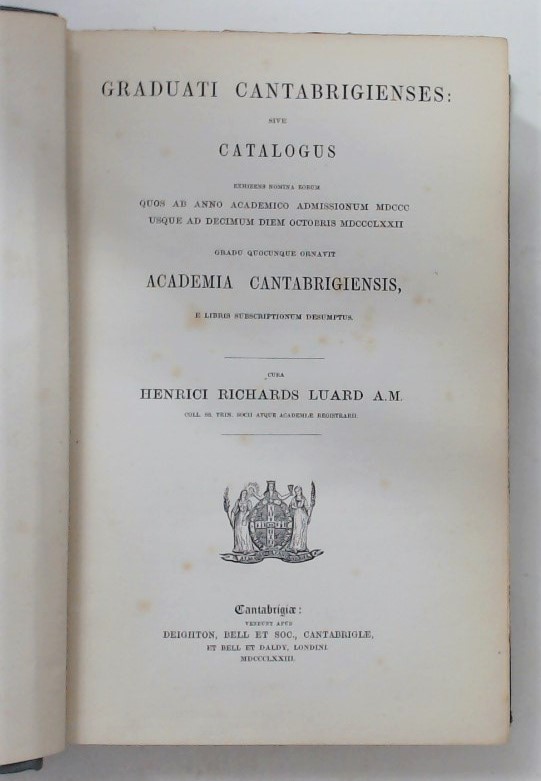 GRADUATI CANTABRIGIENSES:
SIVE
CATALOGUS
EXHIBENS NOMINA EORUM
QUOS AB ANNO ACADEMICO ADMISSIONUM MDCCC
USQUE AD DECIMUM DIEM OCTOBRIS MDCCCLXXII
GRADU QUOCUNQUE ORNAVIT
ACADEMIA CANTABRIGIENSIS,
E LIBRIS SUBSCRIPTIONUM DESUMPTUS.
CURA
HENRICI RICHARDS LUARD A.M.
COLL. SS. TRIN. SOCII ATQUE ACADEMIÆ REGISTRARII.
Cantabrigiæ:
VENEUNT APUD
DEIGHTON, BELL ET SOC., CANTABRIGIÆ,
ET BELL ET DALDY, LONDINI.
MDCCCLXXIII.